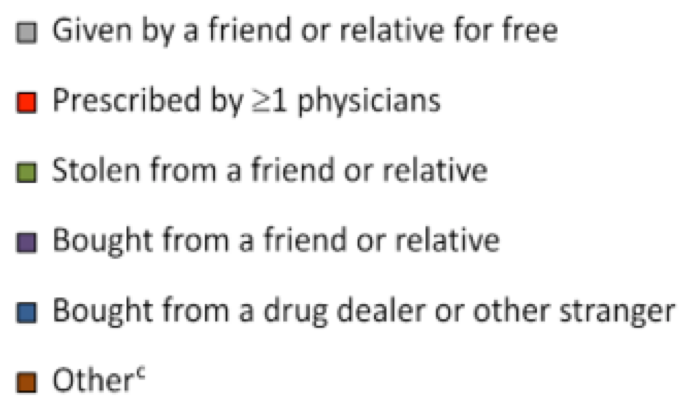 Given by a friend or relative for free
Prescribed by ≥1 physicians
Stolen from a friend or relative
Bought from a friend or relative
Bought from a drug dealer or other stranger
Otherᶜ